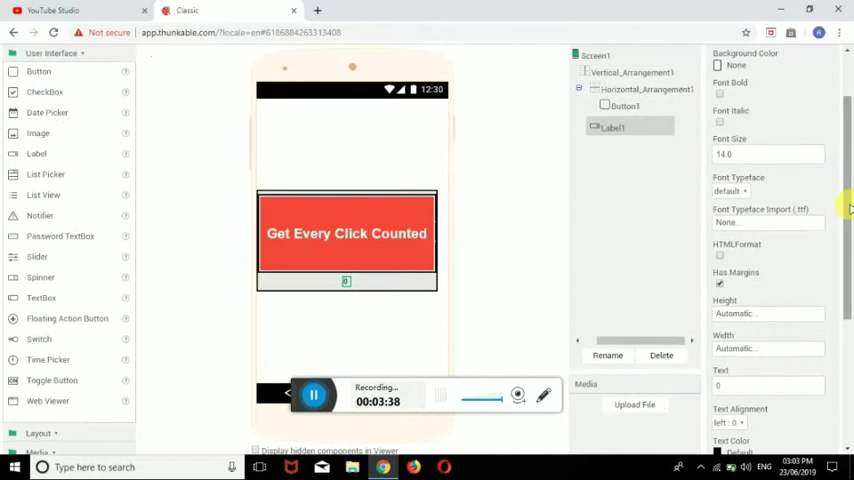 YouTube Studio
Classic
Not secure
app.thunkable.com/?locale=en#6186884263313408
User Interface
Button
CheckBox
Date Picker
Image
Label
List Picker
List View
Notifier
Password TextBox
Slider
Spinner
TextBox
Floating Action Button
Switch
Time Picker
Toggle Button
Web Viewer
Layout
Media
12:30
Get Every Click Counted
0
Recording...
00:03:38
Display hidden components in Viewer
Screen1
Vertical_Arrangement1
Horizontal_Arrangement1
Button1
Label1
Rename
Delete
Media
Upload File
Background Color
None
Font Bold
Font Italic
Font Size
14.0
Font Typeface
default
Font Typeface Import (.ttf)
None...
HTMLFormat
Has Margins
Height
Automatic...
Width
Automatic...
Text
0
Text Alignment
left : 0
Text Color
Default
Type here to search
ENG
03:03 PM
23/06/2019